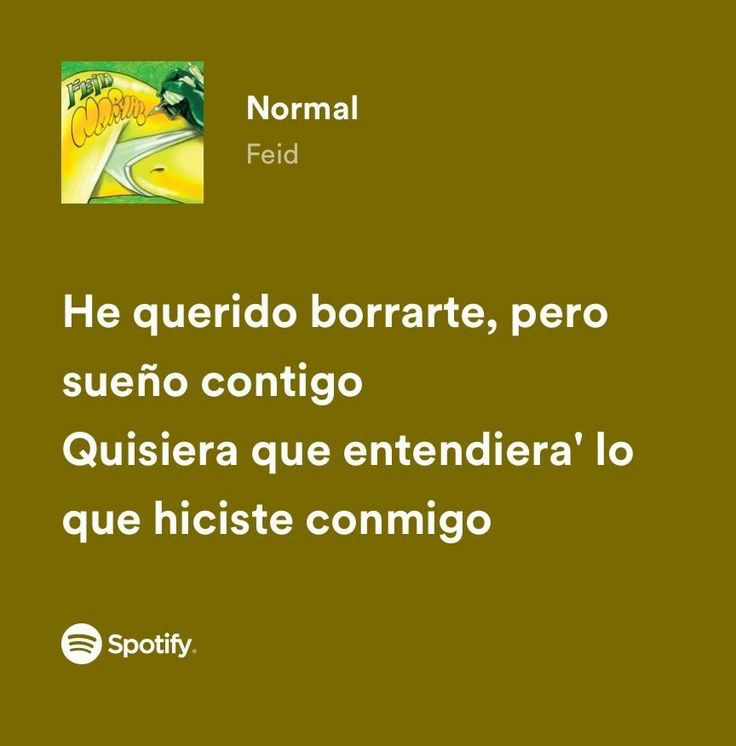 FEID
NORMAL
Normal
Feid
He querido borrarte, pero
sueño contigo
Quisiera que entendiera' lo
que hiciste conmigo
Spotify